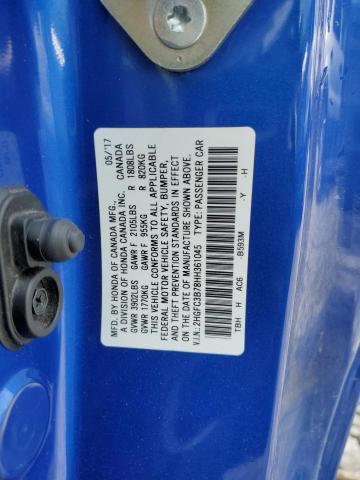 MFD. BY HONDA OF CANADA MFG., 05/'17
A DIVISION OF HONDA CANADA INC. CANADA
GVWR 3902LBS GAWR F 2105LBS R 1808LBS
GVWR 1770KG GAWR F 955KG R 820KG
THIS VEHICLE CONFORMS TO ALL APPLICABLE
FEDERAL MOTOR VEHICLE SAFETY, BUMPER,
AND THEFT PREVENTION STANDARDS IN EFFECT
ON THE DATE OF MANUFACTURE SHOWN ABOVE.
V.I.N.: 2HGFC3B78HH361045 TYPE: PASSENGER CAR
TBH H AC6 -B593M -Y -H